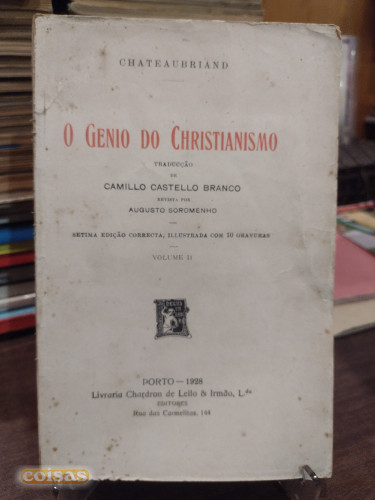 CHATEAUBRIAND
O GENIO DO CHRISTIANISMO
TRADUCÇÃO
DE
CAMILLO CASTELLO BRANCO
REVISTA POR
AUGUSTO SOROMENHO
SETIMA EDIÇÃO CORRECTA, ILLUSTRADA COM 10 GRAVURAS
VOLUME II
PORTO—1928
Livraria Chardron de Lello & Irmão, L.da
EDITORES
Rua das Carmelitas, 144
coisas